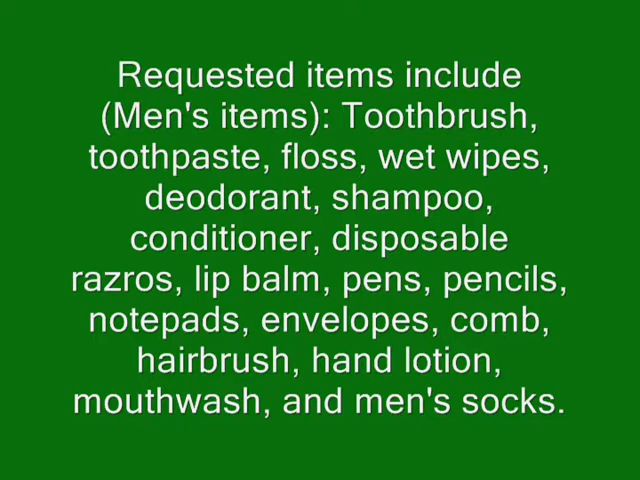 Requested items include
(Men's items): Toothbrush,
toothpaste, floss, wet wipes,
deodorant, shampoo,
conditioner, disposable
razros, lip balm, pens, pencils,
notepads, envelopes, comb,
hairbrush, hand lotion,
mouthwash, and men's socks.